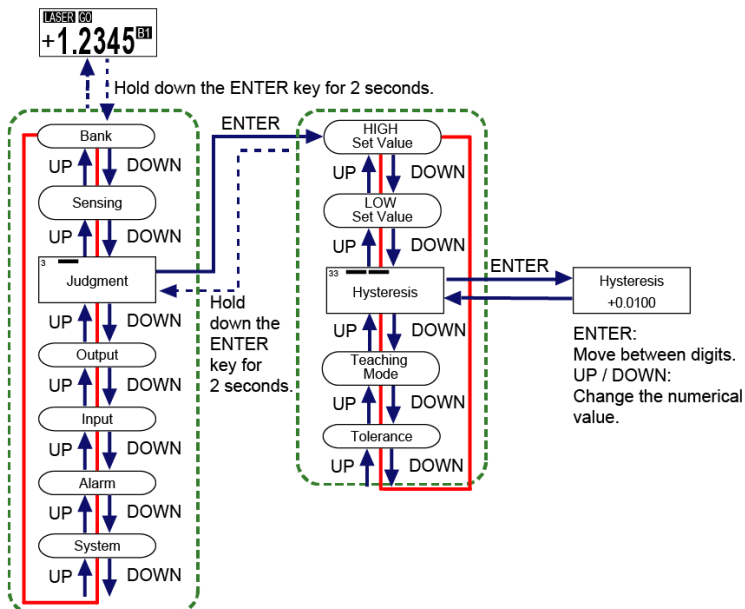 LASER GO
+1.2345 B1
Hold down the ENTER key for 2 seconds.
Bank
UP DOWN
Sensing
UP DOWN
3
Judgment
UP DOWN
Output
UP DOWN
Input
UP DOWN
Alarm
UP DOWN
System
UP DOWN
ENTER
Hold
down the
ENTER
key for
2 seconds.
HIGH
Set Value
UP DOWN
LOW
Set Value
UP DOWN
33
Hysteresis
UP DOWN
Teaching
Mode
UP DOWN
Tolerance
UP DOWN
ENTER
Hysteresis
+0.0100
ENTER:
Move between digits.
UP / DOWN:
Change the numerical
value.